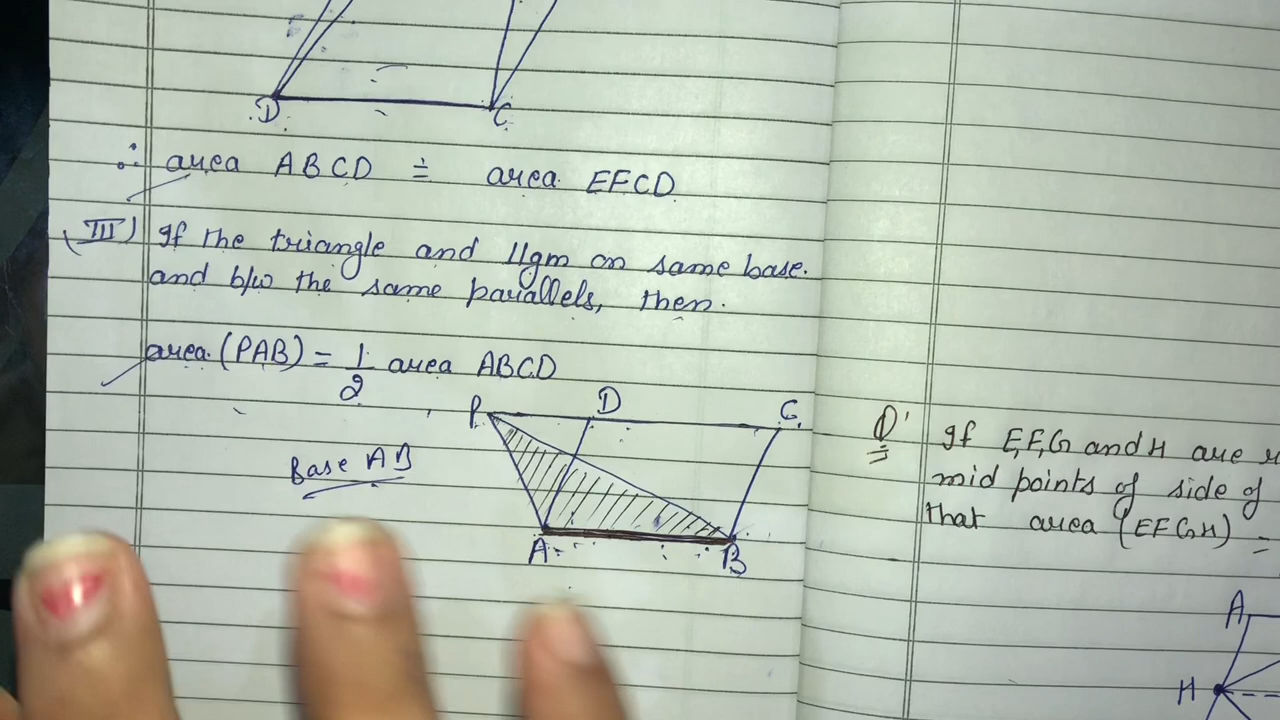 D C
∴ area ABCD = area EFCD
(III) If the triangle and llgm on same base.
and b/w the same parallels, then.
area (PAB) = 1/2 area ABCD
P D C
Base AB
A B
Q' If E,F,G and H are
mid points of side of
that area (EFGH) =
A
H